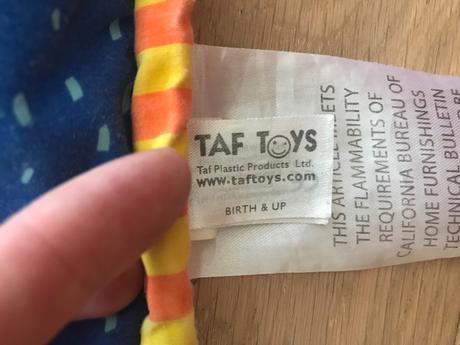 TAF TOYS
Taf Plastic Products Ltd.
www.taftoys.com
BIRTH & UP
THIS ARTICLE MEETS
THE FLAMMABILITY
REQUIREMENTS OF
CALIFORNIA BUREAU OF
HOME FURNISHINGS
TECHNICAL BULLETIN
BE